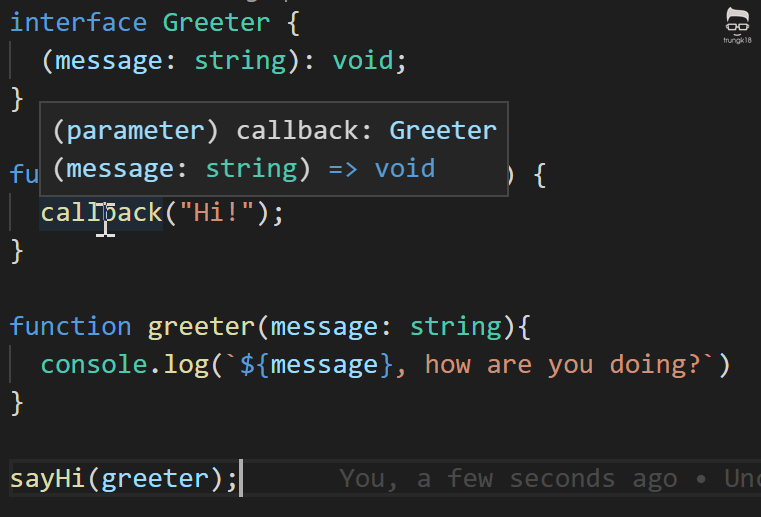 interface Greeter {
trungk18
(message: string): void;
}
(parameter) callback: Greeter
(message: string) => void
fu
) {
callback("Hi!");
}
function greeter(message: string){
console.log(`${message}, how are you doing?`)
}
sayHi(greeter);
You, a few seconds ago • Unc